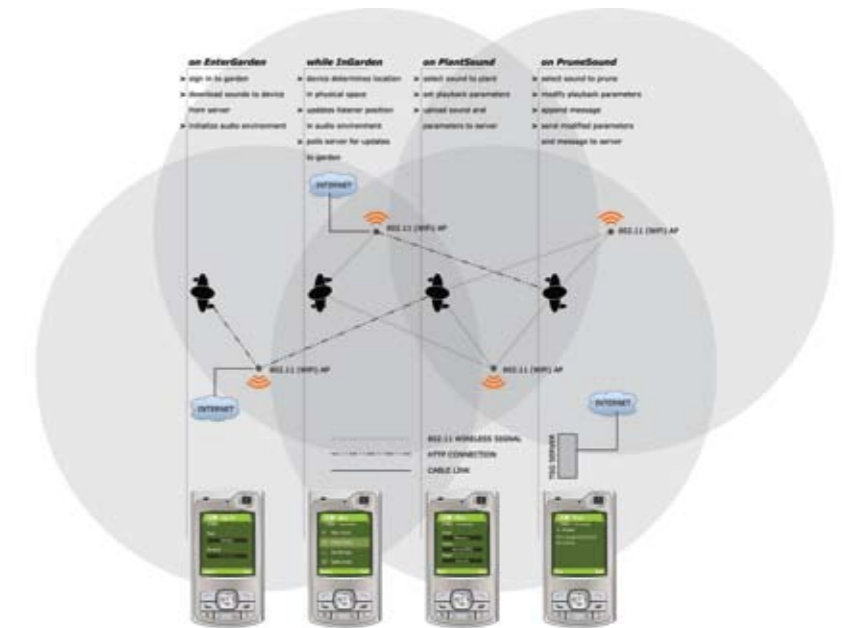 on EnterGarden
➤ sign in to garden
➤ download sounds to device
from server
➤ initialize audio environment
while InGarden
➤ device determines location
in physical space
➤ updates listener position
in audio environment
➤ polls server for updates
to garden
on PlantSound
➤ select sound to plant
➤ set playback parameters
➤ upload sound and
parameters to server
on PruneSound
➤ select sound to prune
➤ modify playback parameters
➤ append message
➤ send modified parameters
and message to server
INTERNET
802.11 (WiFi) AP
802.11 (WiFi) AP
802.11 (WiFi) AP
802.11 (WiFi) AP
INTERNET
INTERNET
802.11 WIRELESS SIGNAL
HTTP CONNECTION
CABLE LINK
TSG SERVER